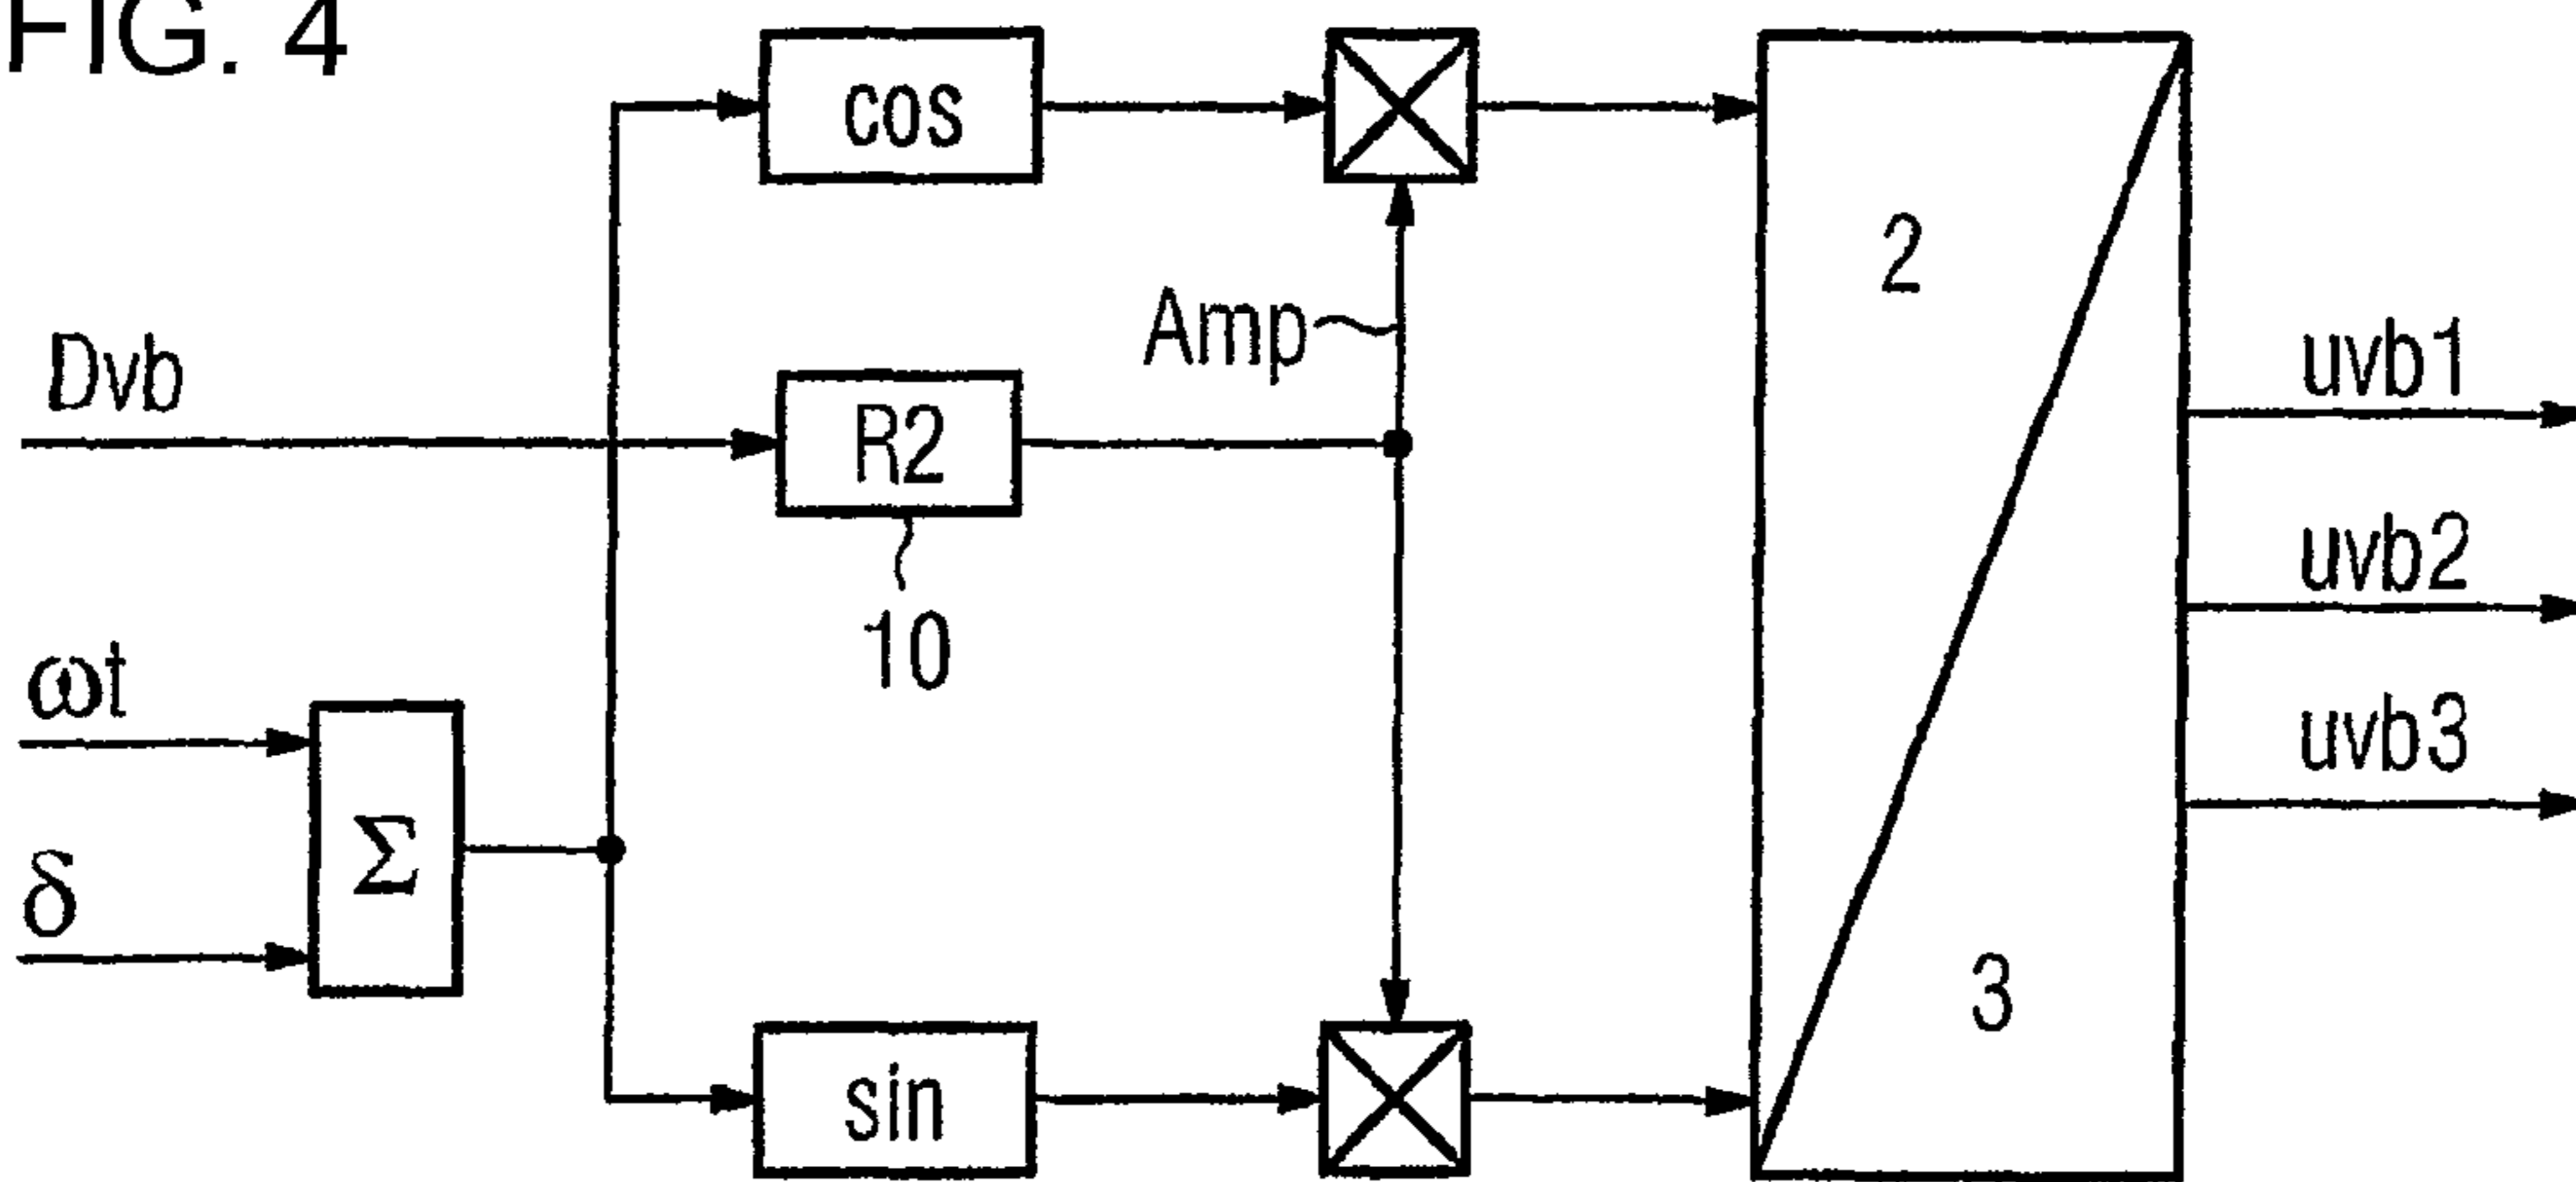 FIG. 4
cos
2
Amp
Dvb
R2
uvb1
10
uvb2
ωt
uvb3
Σ
δ
3
sin